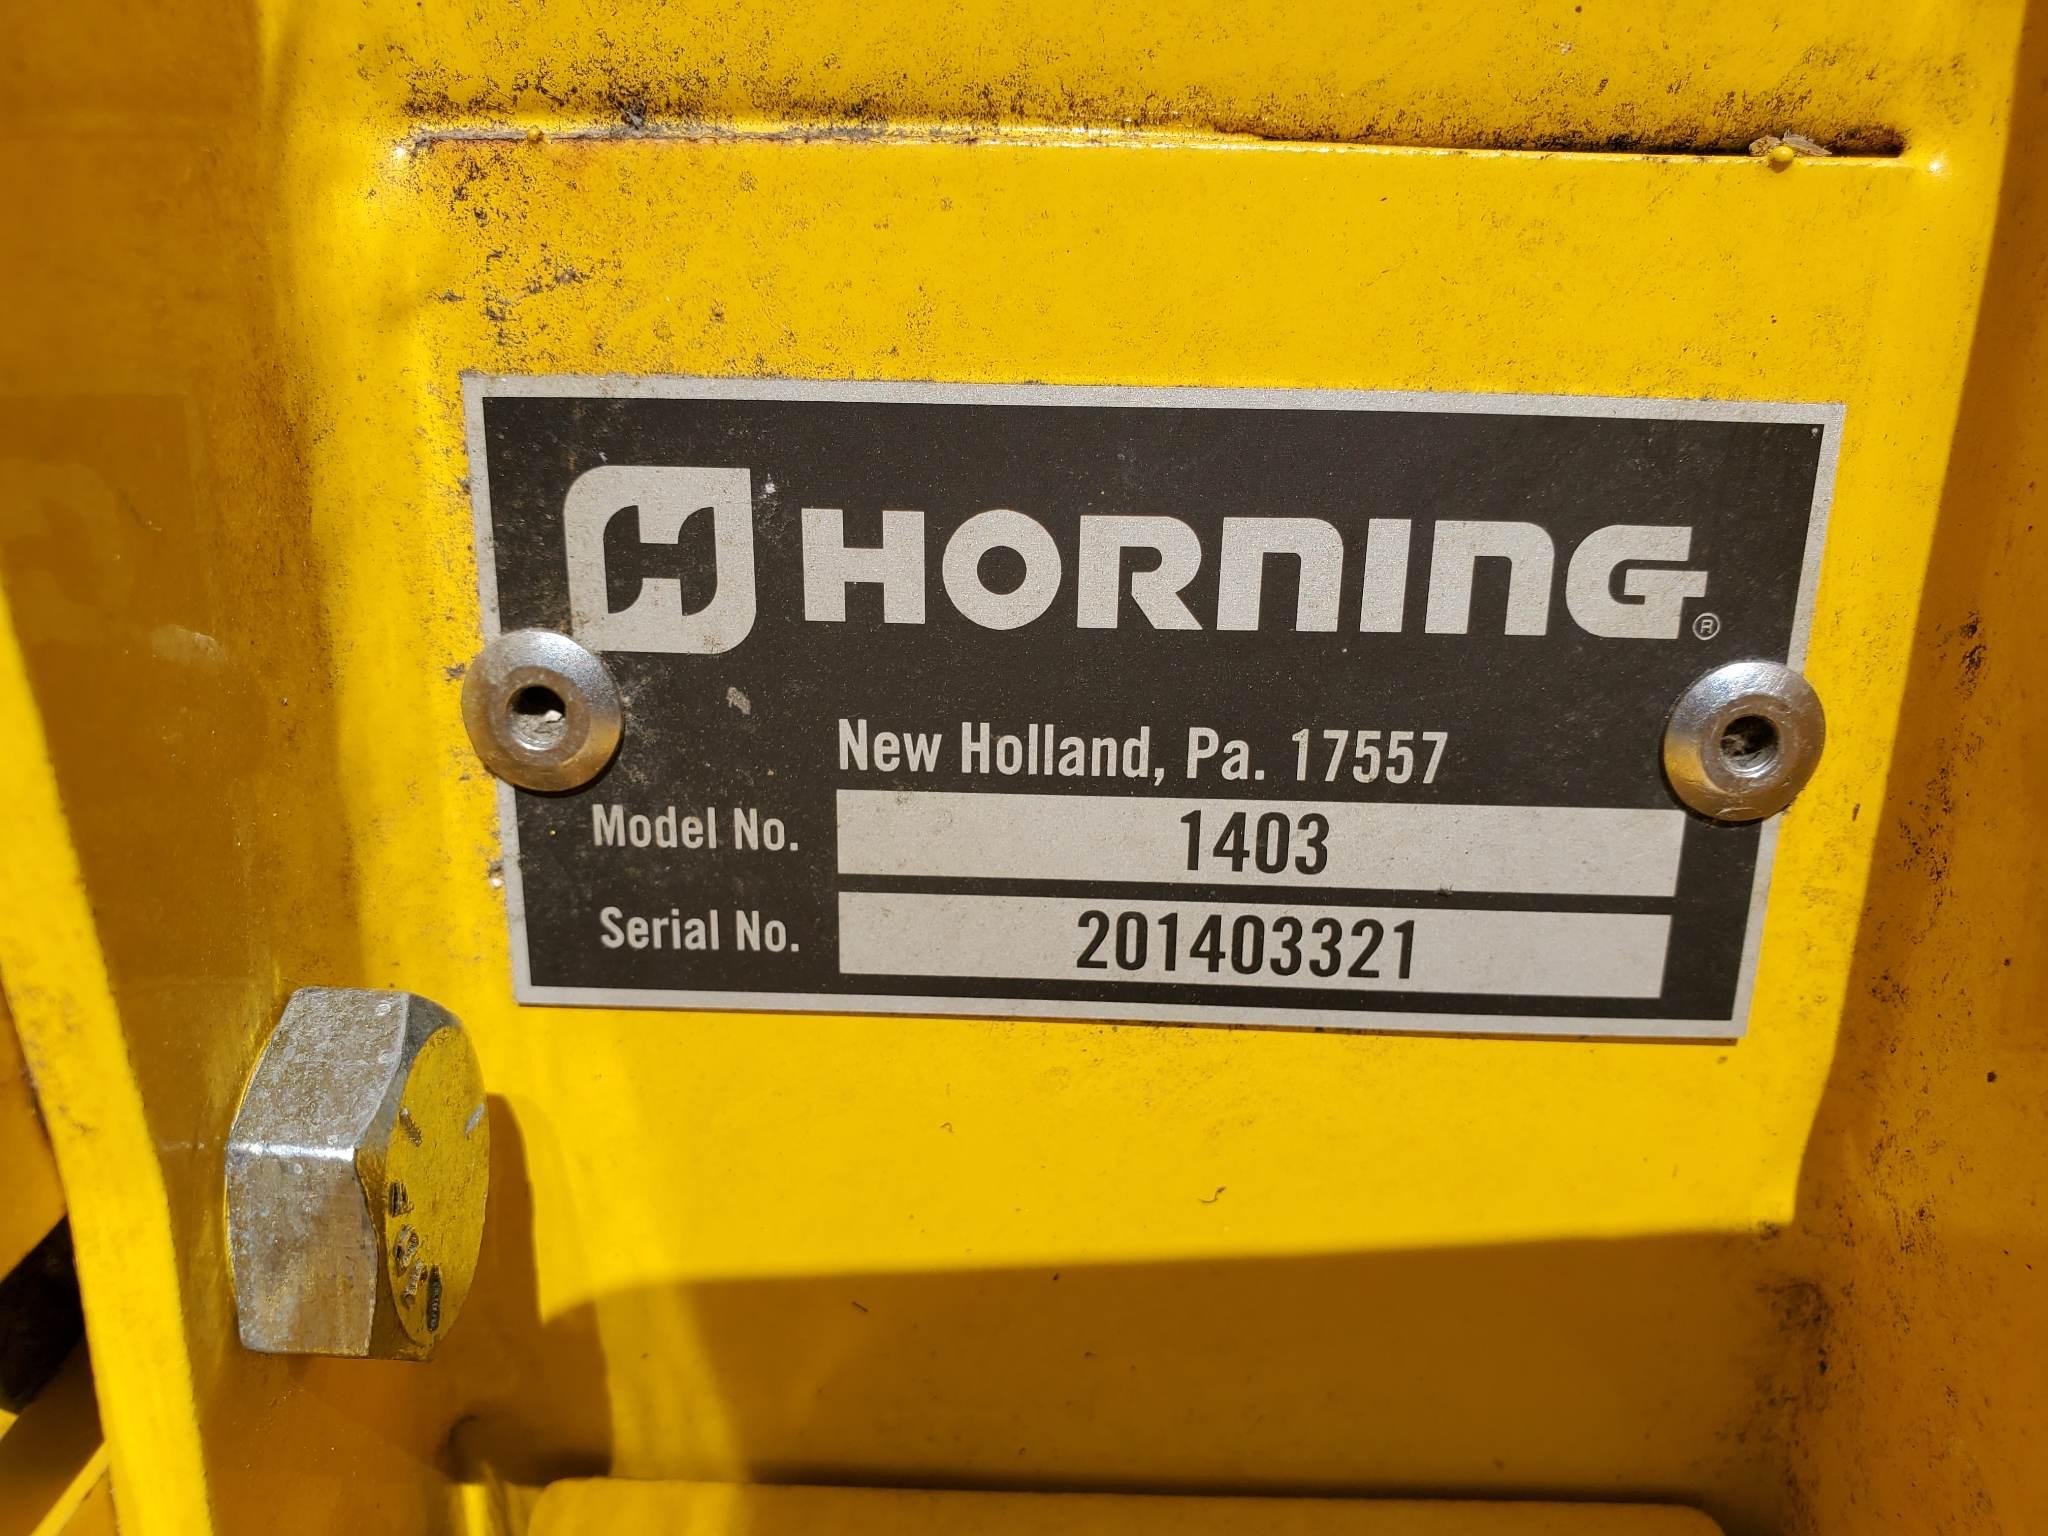 H HORNING ®
New Holland, Pa. 17557
Model No. 1403
Serial No. 201403321